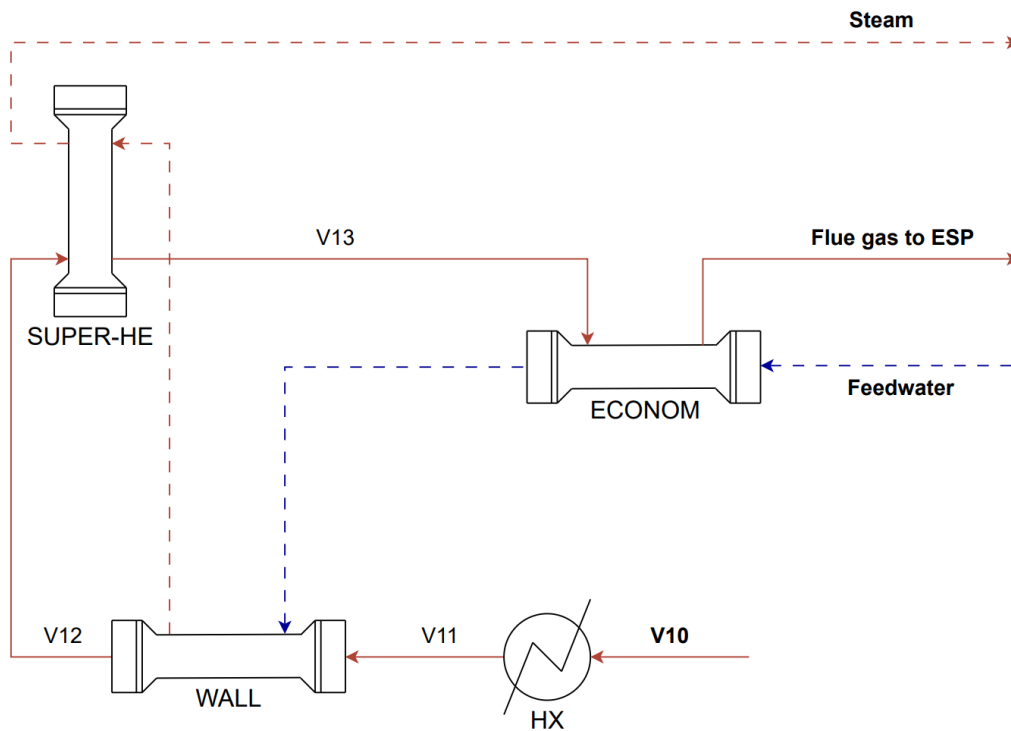 Steam
V13
Flue gas to ESP
SUPER-HE
Feedwater
ECONOM
V12
V11
V10
WALL
HX